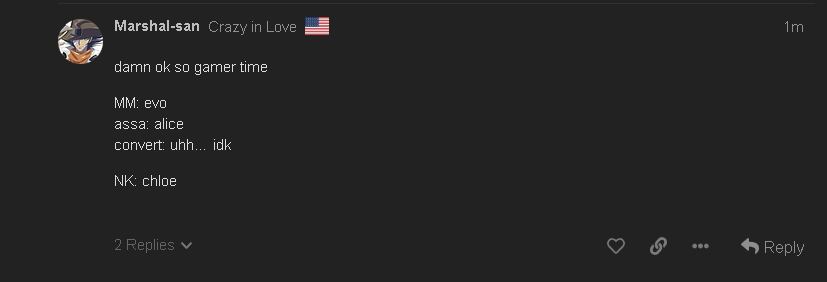 Marshal-san Crazy in Love 1m
damn ok so gamer time
MM: evo
assa: alice
convert: uhh... idk
NK: chloe
2 Replies
Reply